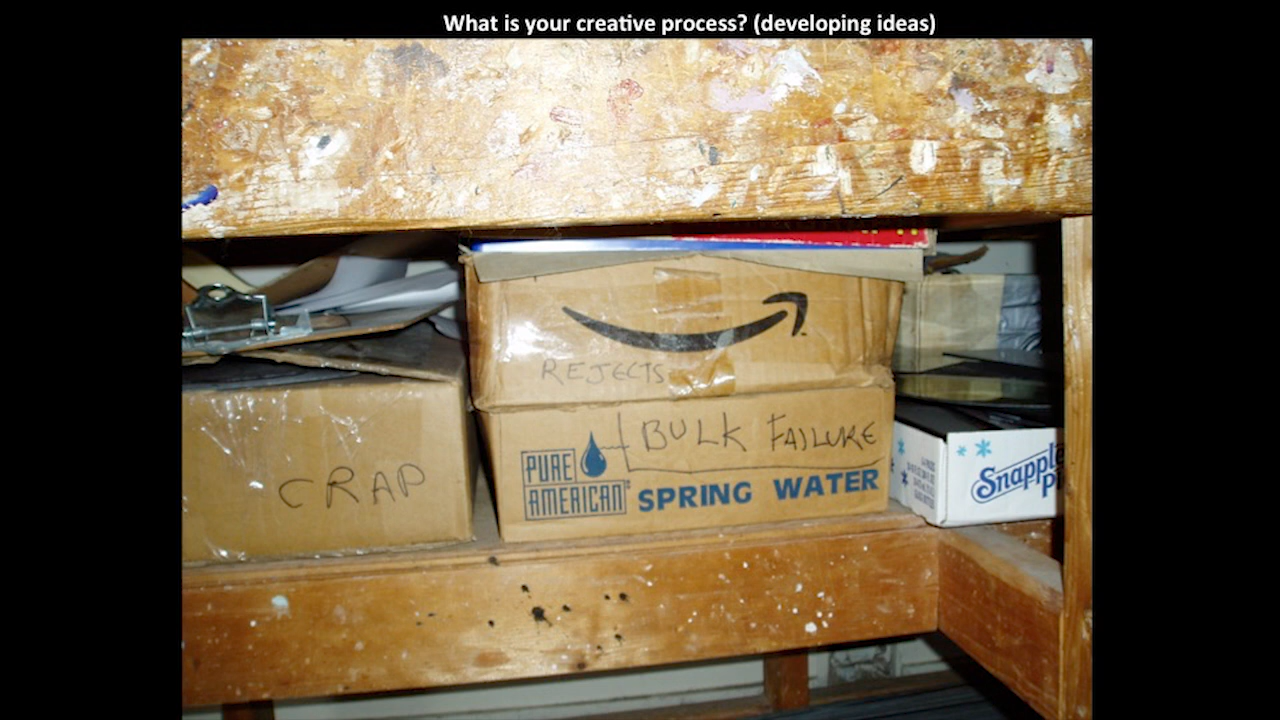 What is your creative process? (developing ideas)
REJECTS
BULK FAILURE
CRAP
PURE
AMERICAN
SPRING WATER
Snapple